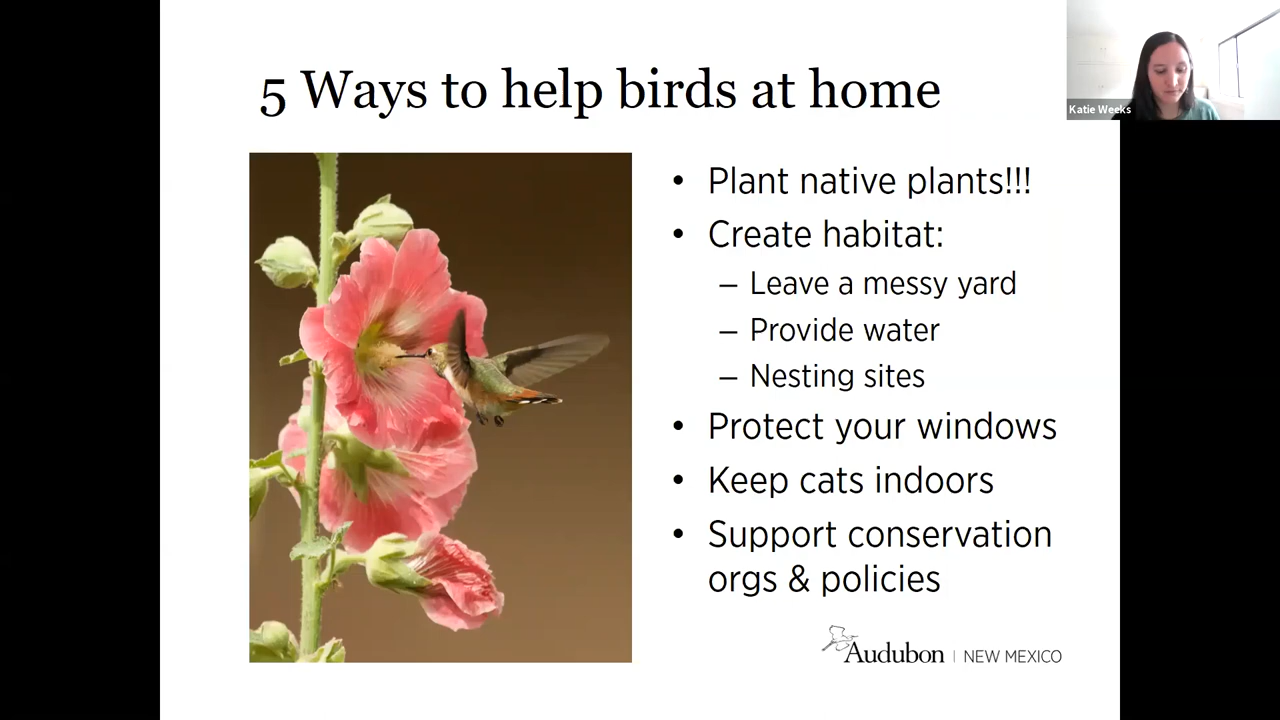 5 Ways to help birds at home
Katie Weeks
• Plant native plants!!!
• Create habitat:
– Leave a messy yard
– Provide water
– Nesting sites
• Protect your windows
• Keep cats indoors
• Support conservation
orgs & policies
Audubon | NEW MEXICO